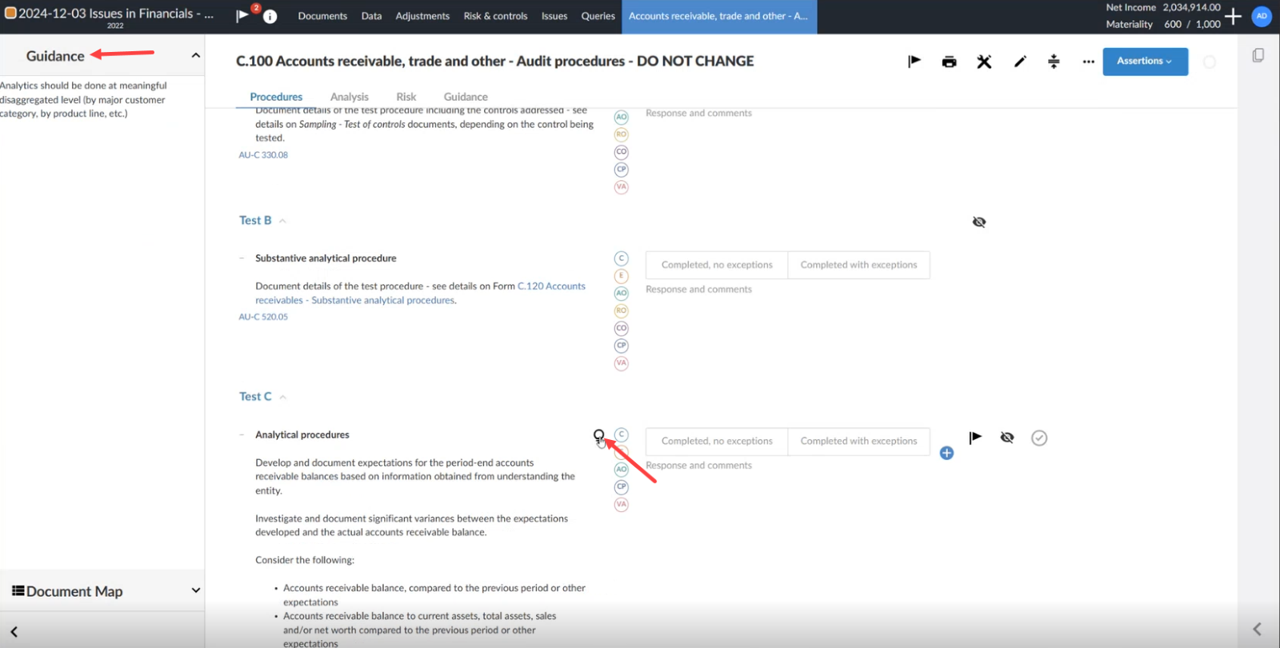 2024-12-03 Issues in Financials - ...
2022
2
Documents
Data
Adjustments
Risk & controls
Issues
Queries
Accounts receivable, trade and other - A...
Net Income 2,034,914.00
Materiality 600 / 1,000
AD
Guidance
Analytics should be done at meaningful
disaggregated level (by major customer
category, by product line, etc.)
C.100 Accounts receivable, trade and other - Audit procedures - DO NOT CHANGE
Assertions
Procedures
Analysis
Risk
Guidance
Document details of the test procedure including the controls addressed - see
details on Sampling - Test of controls documents, depending on the control being
tested.
AU-C 330.08
AO
RO
CO
CP
VA
Response and comments
Test B
Substantive analytical procedure
Document details of the test procedure - see details on Form C.120 Accounts
receivables - Substantive analytical procedures.
AU-C 520.05
C
E
AO
RO
CO
CP
VA
Completed, no exceptions
Completed with exceptions
Response and comments
Test C
Analytical procedures
Develop and document expectations for the period-end accounts
receivable balances based on information obtained from understanding the
entity.
Investigate and document significant variances between the expectations
developed and the actual accounts receivable balance.
Consider the following:
• Accounts receivable balance, compared to the previous period or other
expectations
• Accounts receivable balance to current assets, total assets, sales
and/or net worth compared to the previous period or other
expectations
C
AO
CP
VA
Completed, no exceptions
Completed with exceptions
Response and comments
Document Map